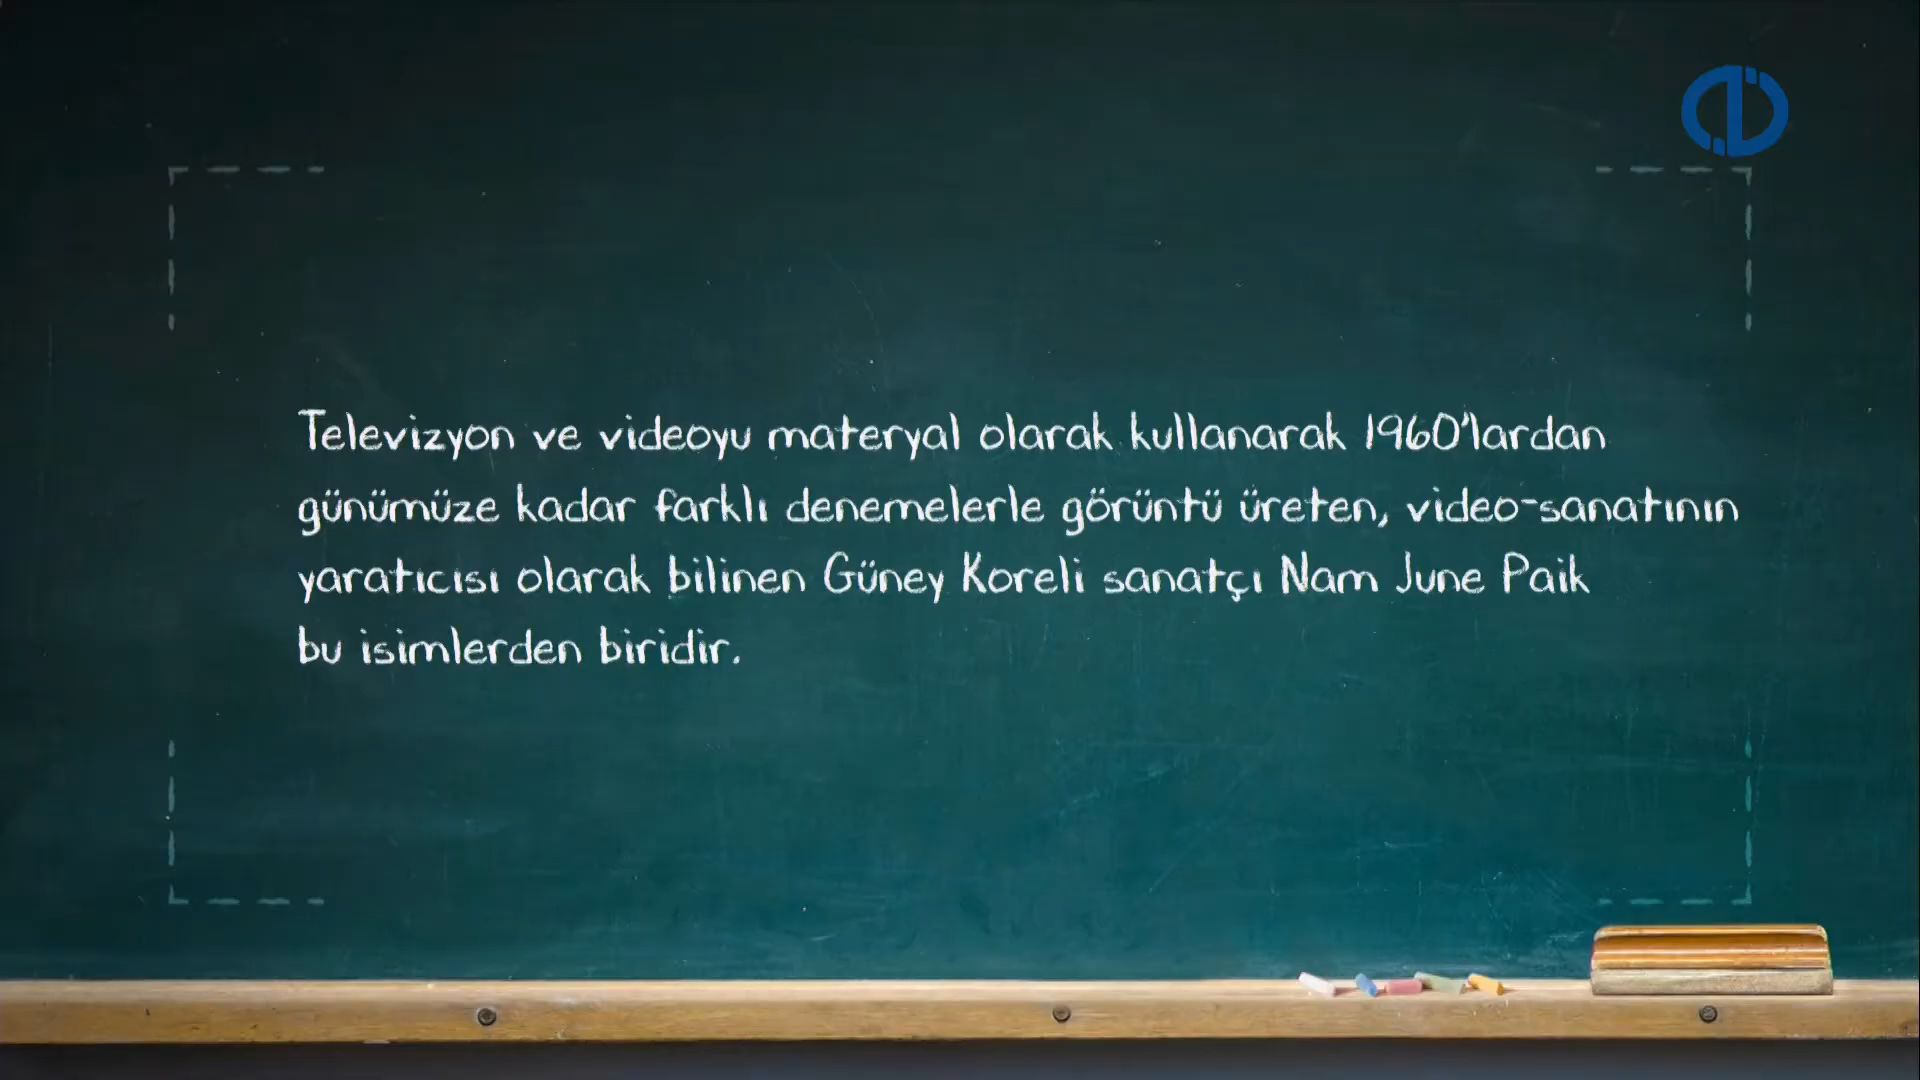 Televizyon ve videoyu materyal olarak kullanarak 1960'lardan
günümüze kadar farklı denemelerle görüntü üreten, video-sanatının
yaratıcısı olarak bilinen Güney Koreli sanatçı Nam June Paik
bu isimlerden biridir.